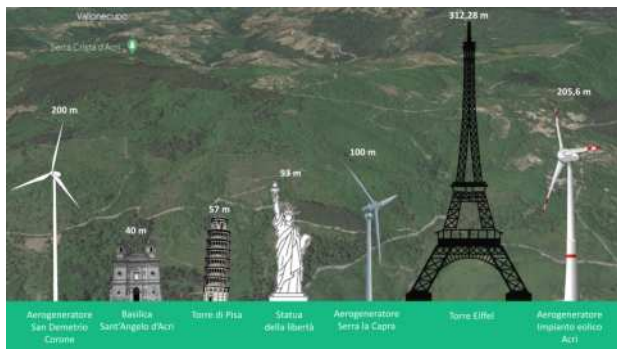 Vallonecupo
Serra Crista d'Acri
312,28 m
205,6 m
200 m
100 m
93 m
57 m
40 m
Aerogeneratore
San Demetrio
Corone
Basilica
Sant'Angelo d'Acri
Torre di Pisa
Statua
della libertà
Aerogeneratore
Serra la Capra
Torre Eiffel
Aerogeneratore
Impianto eolico
Acri